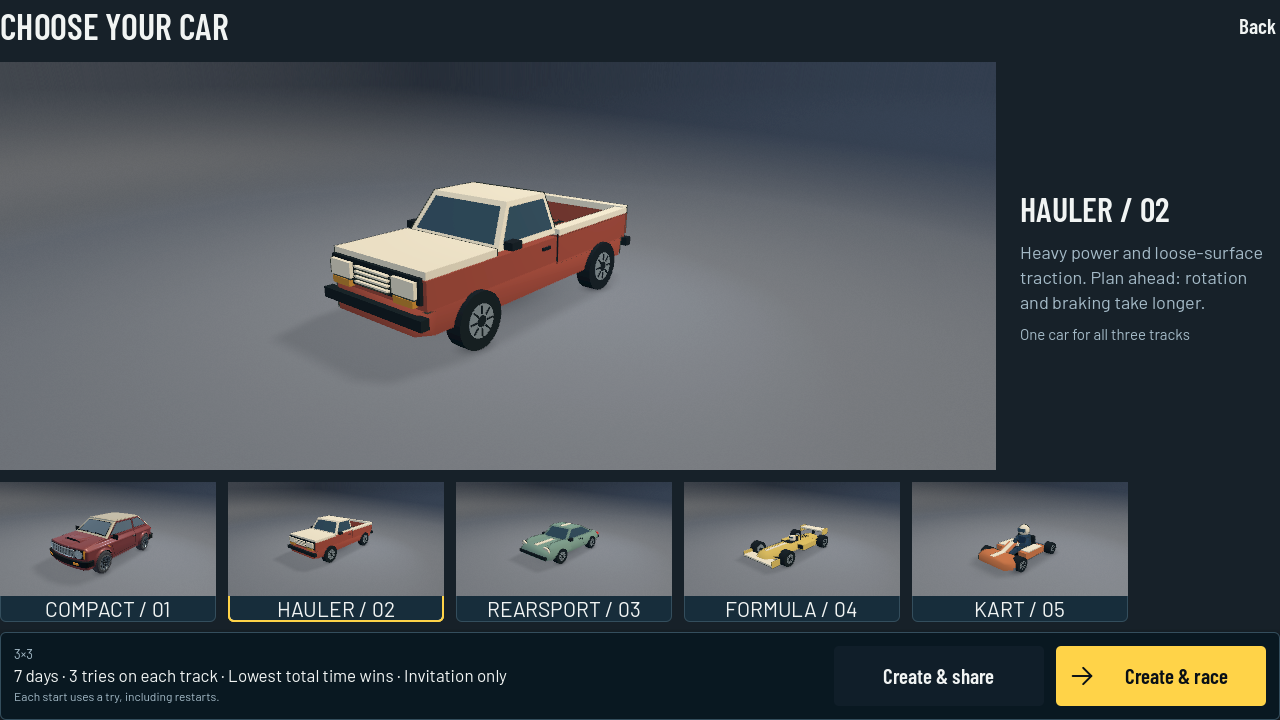 CHOOSE YOUR CAR
Back
HAULER / 02
Heavy power and loose-surface
traction. Plan ahead: rotation
and braking take longer.
One car for all three tracks
COMPACT / 01
HAULER / 02
REARSPORT / 03
FORMULA / 04
KART / 05
3×3
7 days · 3 tries on each track · Lowest total time wins · Invitation only
Each start uses a try, including restarts.
Create & share
Create & race